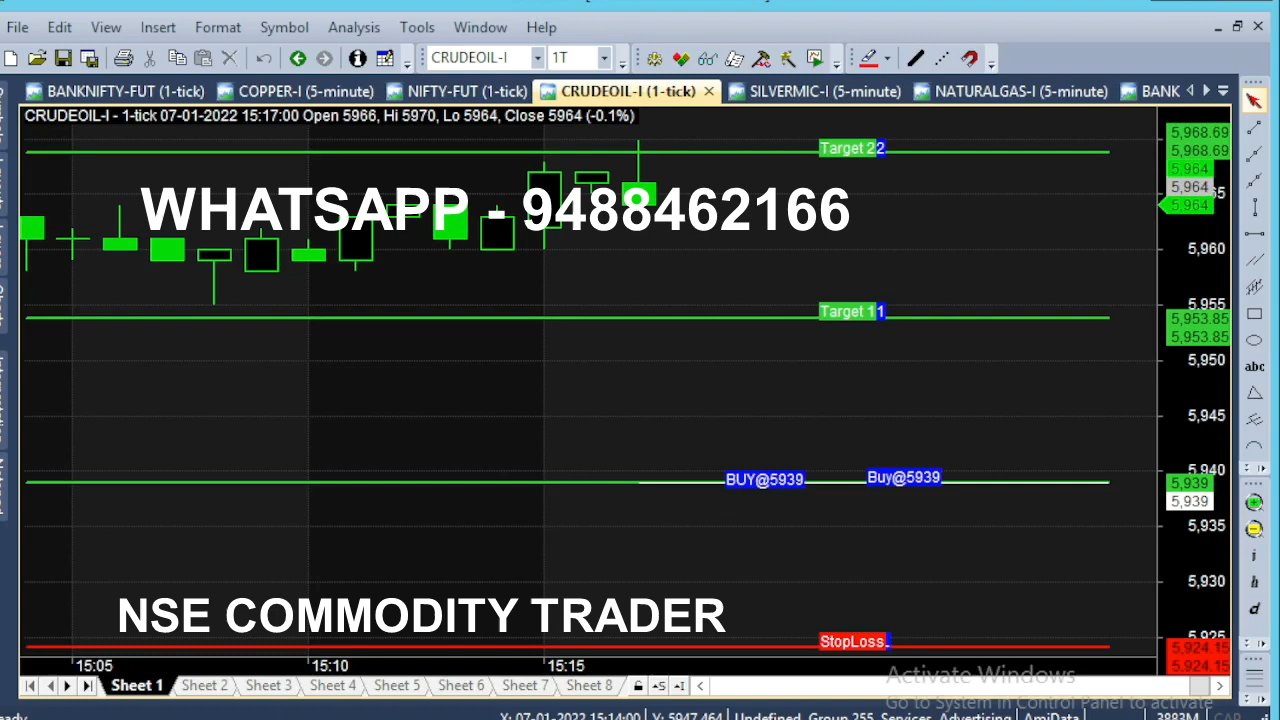 File Edit View Insert Format Symbol Analysis Tools Window Help
CRUDEOIL-I 1T
BANKNIFTY-FUT (1-tick) COPPER-I (5-minute) NIFTY-FUT (1-tick) CRUDEOIL-I (1-tick) SILVERMIC-I (5-minute) NATURALGAS-I (5-minute) BANK
CRUDEOIL-I - 1-tick 07-01-2022 15:17:00 Open 5966, Hi 5970, Lo 5964, Close 5964 (-0.1%)
5,968.69
Target 2 2
5,968.69
5,964
5,964
WHATSAPP - 9488462166
5,964
5,960
5,955
Target 1 1
5,953.85
5,953.85
5,950
5,945
5,940
BUY@5939 Buy@5939
5,939
5,939
5,935
5,930
NSE COMMODITY TRADER
5,925
StopLoss
5,924.15
5,924.15
15:05 15:10 15:15
Activate Windows
Sheet 1 Sheet 2 Sheet 3 Sheet 4 Sheet 5 Sheet 6 Sheet 7 Sheet 8
Go to System in Control Panel to activate
X: 07-01-2022 15:14:00 Y: 5947.464 Undefined, Group 255, Services, Advertising AmiData 3883M CAP
abc
i
h
d